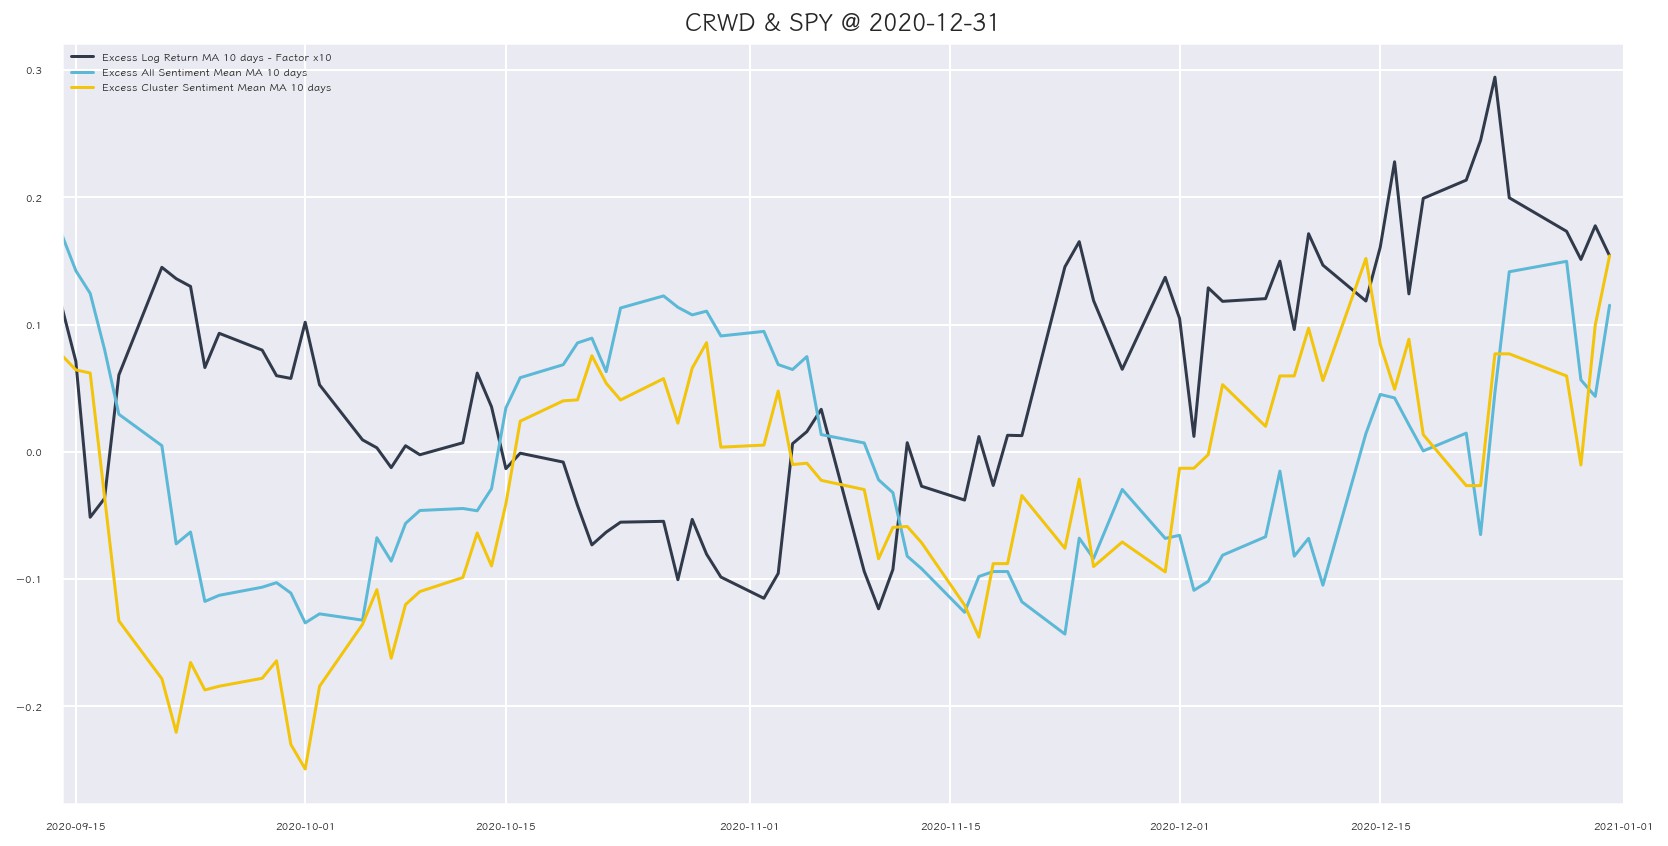 CRWD & SPY @ 2020-12-31
Excess Log Return MA 10 days - Factor x10
Excess All Sentiment Mean MA 10 days
Excess Cluster Sentiment Mean MA 10 days
0.3
0.2
0.1
0.0
−0.1
−0.2
2020-09-15 2020-10-01 2020-10-15 2020-11-01 2020-11-15 2020-12-01 2020-12-15 2021-01-01